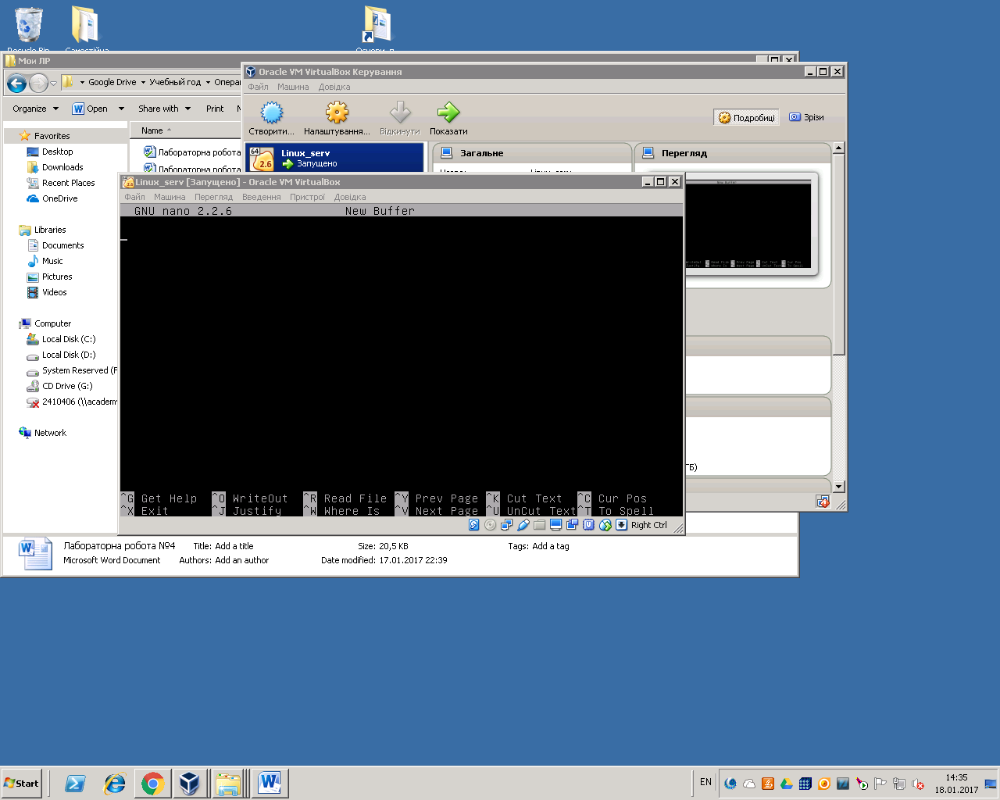 Recycle Bin
Самостійна
Мои ЛР
Google Drive
Учебный год
Опера
Organize
Open
Share with
Print
Name
Favorites
Desktop
Downloads
Recent Places
OneDrive
Libraries
Documents
Music
Pictures
Videos
Computer
Local Disk (C:)
Local Disk (D:)
System Reserved (F
CD Drive (G:)
2410406 (\\academy
Network
Лабораторна робота
Лабораторна робота
Oracle VM VirtualBox Керування
Файл Машина Довідка
Створити...
Налаштування...
Відкинути
Показати
Подробиці
Зрізи
Linux_serv
Запущено
64
2.6
Загальне
Перегляд
Linux_serv [Запущено] - Oracle VM VirtualBox
Файл Машина Перегляд Введення Пристрої Довідка
GNU nano 2.2.6 New Buffer
^G Get Help ^O WriteOut ^R Read File ^Y Prev Page ^K Cut Text ^C Cur Pos
^X Exit ^J Justify ^W Where Is ^V Next Page ^U UnCut Text ^T To Spell
Right Ctrl
ГБ)
Лабораторна робота №4 Title: Add a title Size: 20,5 KB Tags: Add a tag
Microsoft Word Document Authors: Add an author Date modified: 17.01.2017 22:39
Start
EN
14:35
18.01.2017